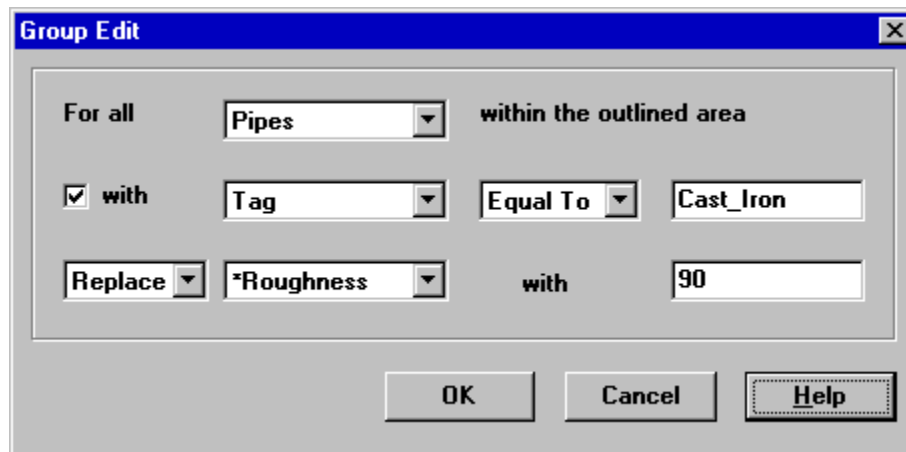 Group Edit
For all Pipes within the outlined area
with Tag Equal To Cast_Iron
Replace *Roughness with 90
OK Cancel Help